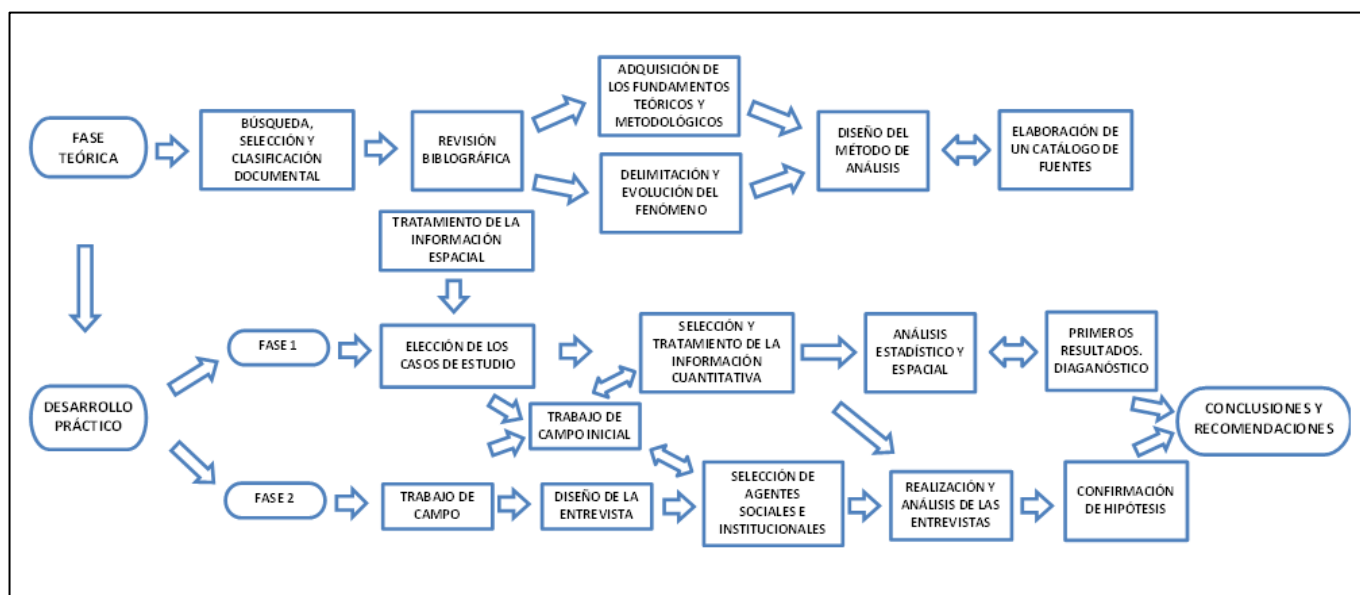 FASE
TEÓRICA
BÚSQUEDA,
SELECCIÓN Y
CLASIFICACIÓN
DOCUMENTAL
REVISIÓN
BIBLOGRÁFICA
ADQUISICIÓN DE
LOS FUNDAMENTOS
TEÓRICOS Y
METODOLÓGICOS
DELIMITACIÓN Y
EVOLUCIÓN DEL
FENÓMENO
DISEÑO DEL
MÉTODO DE
ANÁLISIS
ELABORACIÓN DE
UN CATÁLOGO DE
FUENTES
TRATAMIENTO DE LA
INFORMACIÓN
ESPACIAL
DESARROLLO
PRÁCTICO
FASE 1
ELECCIÓN DE LOS
CASOS DE ESTUDIO
SELECCIÓN Y
TRATAMIENTO DE LA
INFORMACIÓN
CUANTITATIVA
ANÁLISIS
ESTADÍSTICO Y
ESPACIAL
PRIMEROS
RESULTADOS.
DIAGANÓSTICO
TRABAJO DE
CAMPO INICIAL
CONCLUSIONES Y
RECOMENDACIONES
FASE 2
TRABAJO DE
CAMPO
DISEÑO DE LA
ENTREVISTA
SELECCIÓN DE
AGENTES
SOCIALES E
INSTITUCIONALES
REALIZACIÓN Y
ANÁLISIS DE LAS
ENTREVISTAS
CONFIRMACIÓN
DE HIPÓTESIS